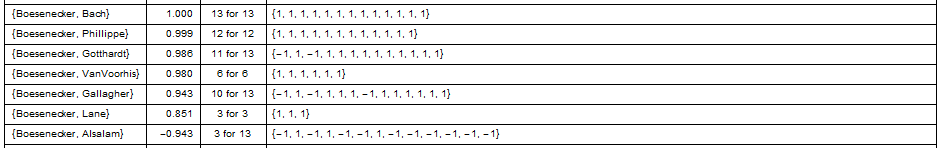 {Boesenecker, Bach} 1.000 13 for 13 {1, 1, 1, 1, 1, 1, 1, 1, 1, 1, 1, 1, 1}
{Boesenecker, Phillippe} 0.999 12 for 12 {1, 1, 1, 1, 1, 1, 1, 1, 1, 1, 1, 1}
{Boesenecker, Gotthardt} 0.986 11 for 13 {−1, 1, −1, 1, 1, 1, 1, 1, 1, 1, 1, 1, 1}
{Boesenecker, VanVoorhis} 0.980 6 for 6 {1, 1, 1, 1, 1, 1}
{Boesenecker, Gallagher} 0.943 10 for 13 {−1, 1, −1, 1, 1, 1, −1, 1, 1, 1, 1, 1, 1}
{Boesenecker, Lane} 0.851 3 for 3 {1, 1, 1}
{Boesenecker, Alsalam} −0.943 3 for 13 {−1, 1, −1, 1, −1, −1, 1, −1, −1, −1, −1, −1, −1}